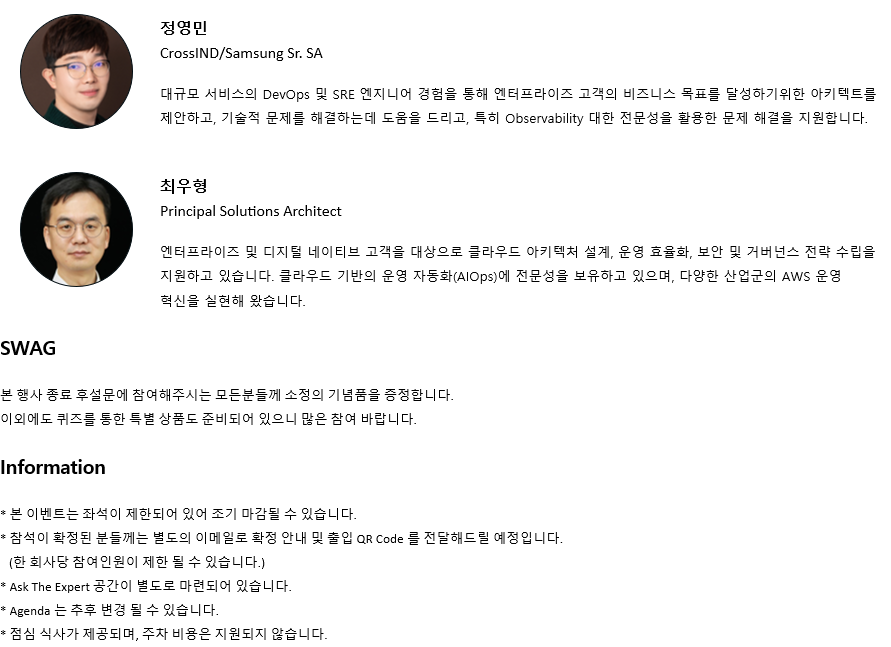 정영민
CrossIND/Samsung Sr. SA
대규모 서비스의 DevOps 및 SRE 엔지니어 경험을 통해 엔터프라이즈 고객의 비즈니스 목표를 달성하기위한 아키텍트를
제안하고, 기술적 문제를 해결하는데 도움을 드리고, 특히 Observability 대한 전문성을 활용한 문제 해결을 지원합니다.
최우형
Principal Solutions Architect
엔터프라이즈 및 디지털 네이티브 고객을 대상으로 클라우드 아키텍처 설계, 운영 효율화, 보안 및 거버넌스 전략 수립을
지원하고 있습니다. 클라우드 기반의 운영 자동화(AIOps)에 전문성을 보유하고 있으며, 다양한 산업군의 AWS 운영
혁신을 실현해 왔습니다.
SWAG
본 행사 종료 후설문에 참여해주시는 모든분들께 소정의 기념품을 증정합니다.
이외에도 퀴즈를 통한 특별 상품도 준비되어 있으니 많은 참여 바랍니다.
Information
* 본 이벤트는 좌석이 제한되어 있어 조기 마감될 수 있습니다.
* 참석이 확정된 분들께는 별도의 이메일로 확정 안내 및 출입 QR Code 를 전달해드릴 예정입니다.
(한 회사당 참여인원이 제한 될 수 있습니다.)
* Ask The Expert 공간이 별도로 마련되어 있습니다.
* Agenda 는 추후 변경 될 수 있습니다.
* 점심 식사가 제공되며, 주차 비용은 지원되지 않습니다.